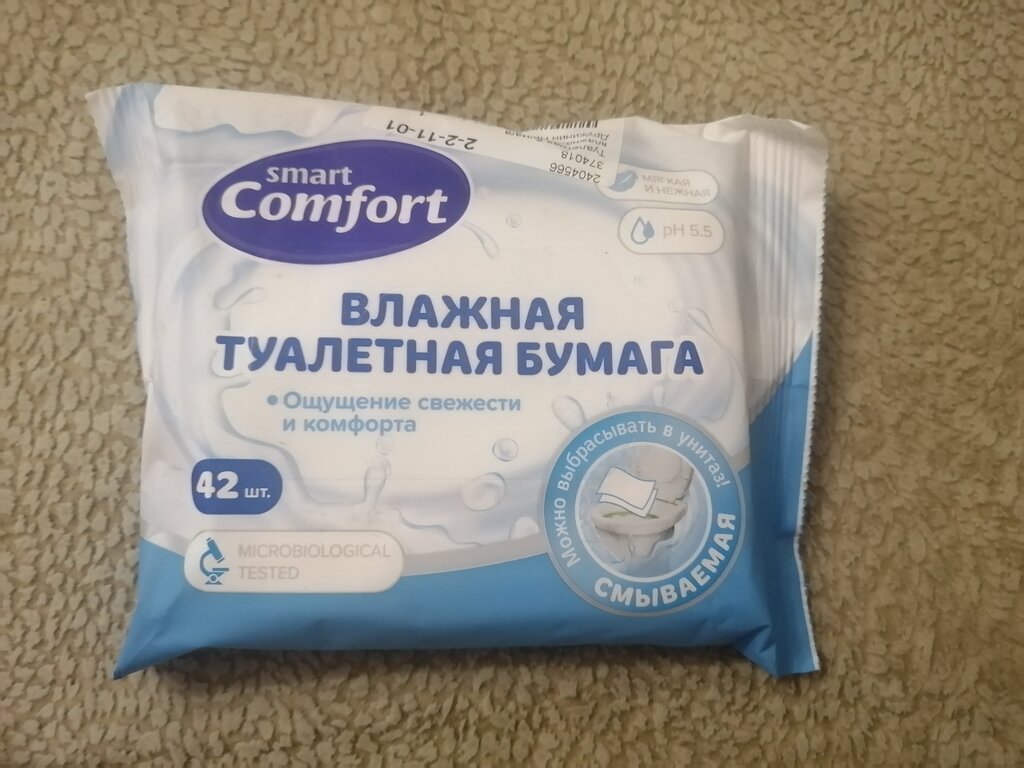 smart
Comfort
2-2-11-01
2404566
374018
МЯГКАЯ
И НЕЖНАЯ
pH 5.5
ВЛАЖНАЯ
ТУАЛЕТНАЯ БУМАГА
• Ощущение свежести
и комфорта
42 шт.
MICROBIOLOGICAL
TESTED
Можно выбрасывать в унитаз!
СМЫВАЕМАЯ